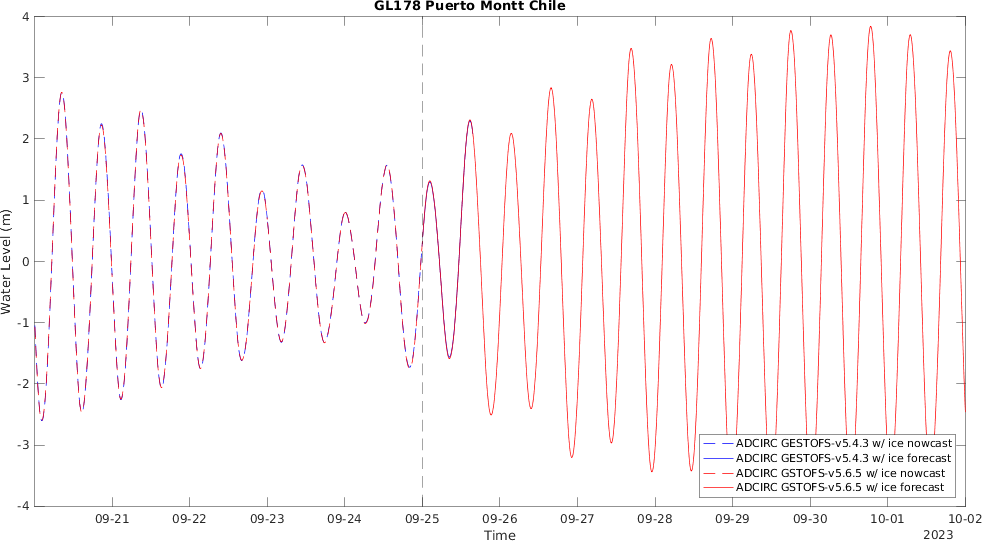 GL178 Puerto Montt Chile
4
3
2
1
0
-1
-2
-3
-4
Water Level (m)
ADCIRC GESTOFS-v5.4.3 w/ ice nowcast
ADCIRC GESTOFS-v5.4.3 w/ ice forecast
ADCIRC GSTOFS-v5.6.5 w/ ice nowcast
ADCIRC GSTOFS-v5.6.5 w/ ice forecast
09-21 09-22 09-23 09-24 09-25 09-26 09-27 09-28 09-29 09-30 10-01 10-02
Time
2023